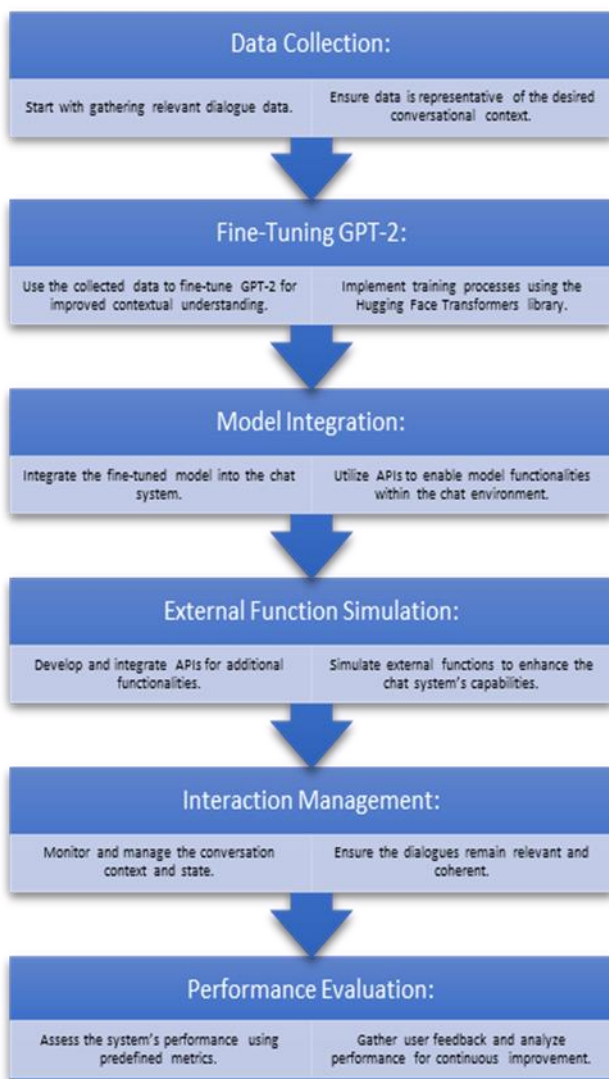 Data Collection:
Start with gathering relevant dialogue data.
Ensure data is representative of the desired
conversational context.
Fine-Tuning GPT-2:
Use the collected data to fine-tune GPT-2 for
improved contextual understanding.
Implement training processes using the
Hugging Face Transformers library.
Model Integration:
Integrate the fine-tuned model into the chat
system.
Utilize APIs to enable model functionalities
within the chat environment.
External Function Simulation:
Develop and integrate APIs for additional
functionalities.
Simulate external functions to enhance the
chat system's capabilities.
Interaction Management:
Monitor and manage the conversation
context and state.
Ensure the dialogues remain relevant and
coherent.
Performance Evaluation:
Assess the system's performance using
predefined metrics.
Gather user feedback and analyze
performance for continuous improvement.